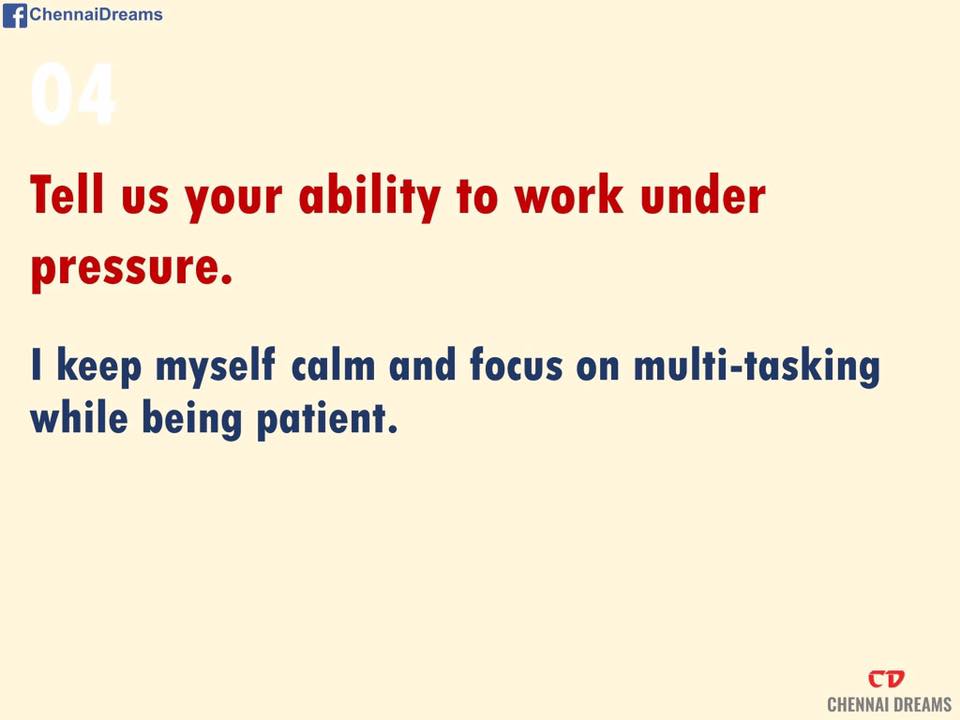 ChennaiDreams
04
Tell us your ability to work under
pressure.
I keep myself calm and focus on multi-tasking
while being patient.
CD
CHENNAI DREAMS